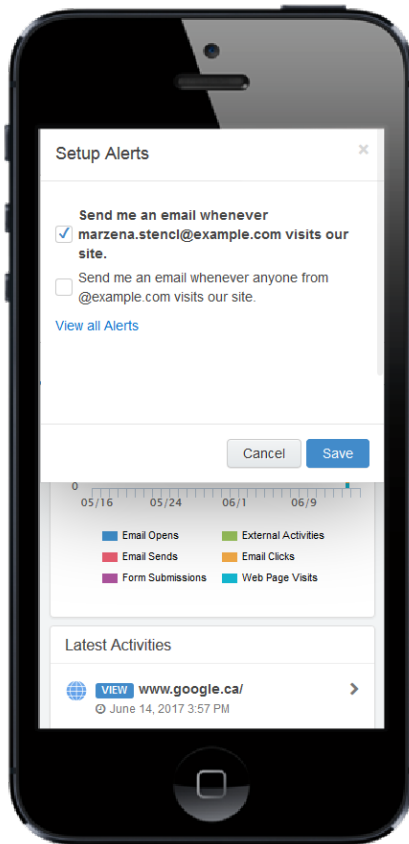 Setup Alerts ×
Send me an email whenever
marzena.stencl@example.com visits our
site.
Send me an email whenever anyone from
@example.com visits our site.
View all Alerts
Cancel Save
0
05/16 05/24 06/1 06/9
Email Opens External Activities
Email Sends Email Clicks
Form Submissions Web Page Visits
Latest Activities
VIEW www.google.ca/
June 14, 2017 3:57 PM